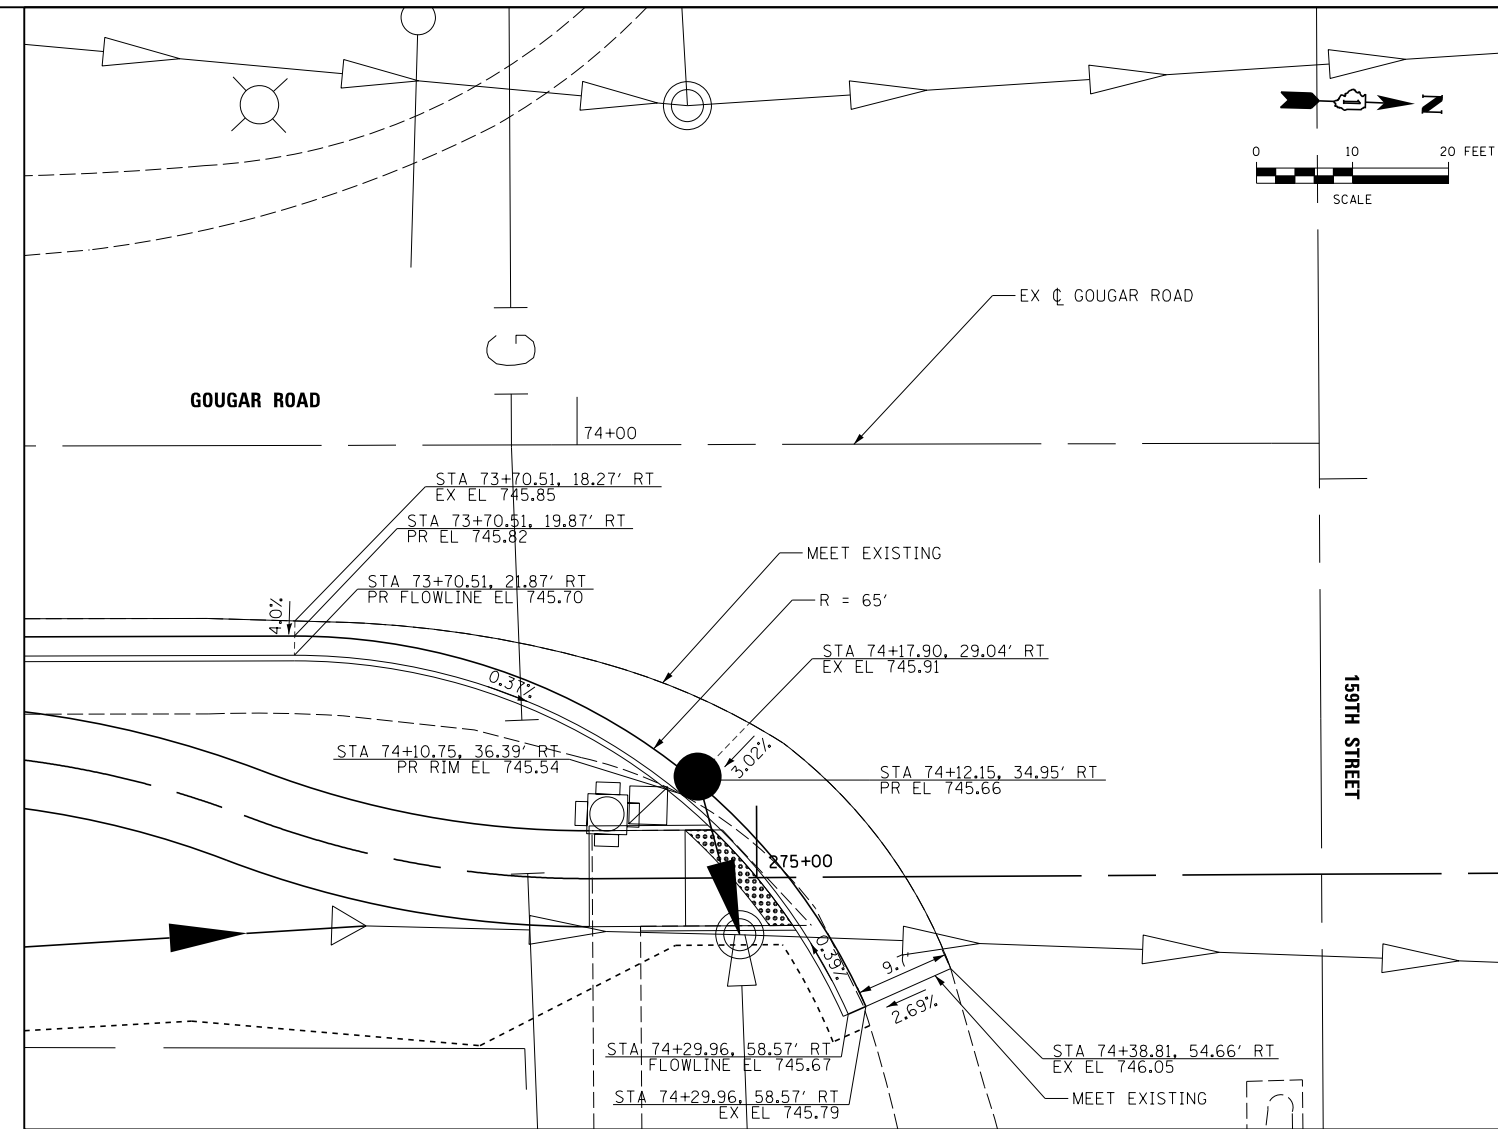 N
0 10 20 FEET
SCALE
EX ℄ GOUGAR ROAD
G
GOUGAR ROAD
74+00
STA 73+70.51, 18.27' RT
EX EL 745.85
STA 73+70.51, 19.87' RT
PR EL 745.82
MEET EXISTING
STA 73+70.51, 21.87' RT
PR FLOWLINE EL 745.70
4.0%
R = 65'
STA 74+17.90, 29.04' RT
EX EL 745.91
0.37%
159TH STREET
STA 74+10.75, 36.39' RT
PR RIM EL 745.54
3.02%
STA 74+12.15, 34.95' RT
PR EL 745.66
275+00
0.39%
9.7'
2.69%
STA 74+29.96, 58.57' RT
FLOWLINE EL 745.67
STA 74+38.81, 54.66' RT
EX EL 746.05
STA 74+29.96, 58.57' RT
EX EL 745.79
MEET EXISTING